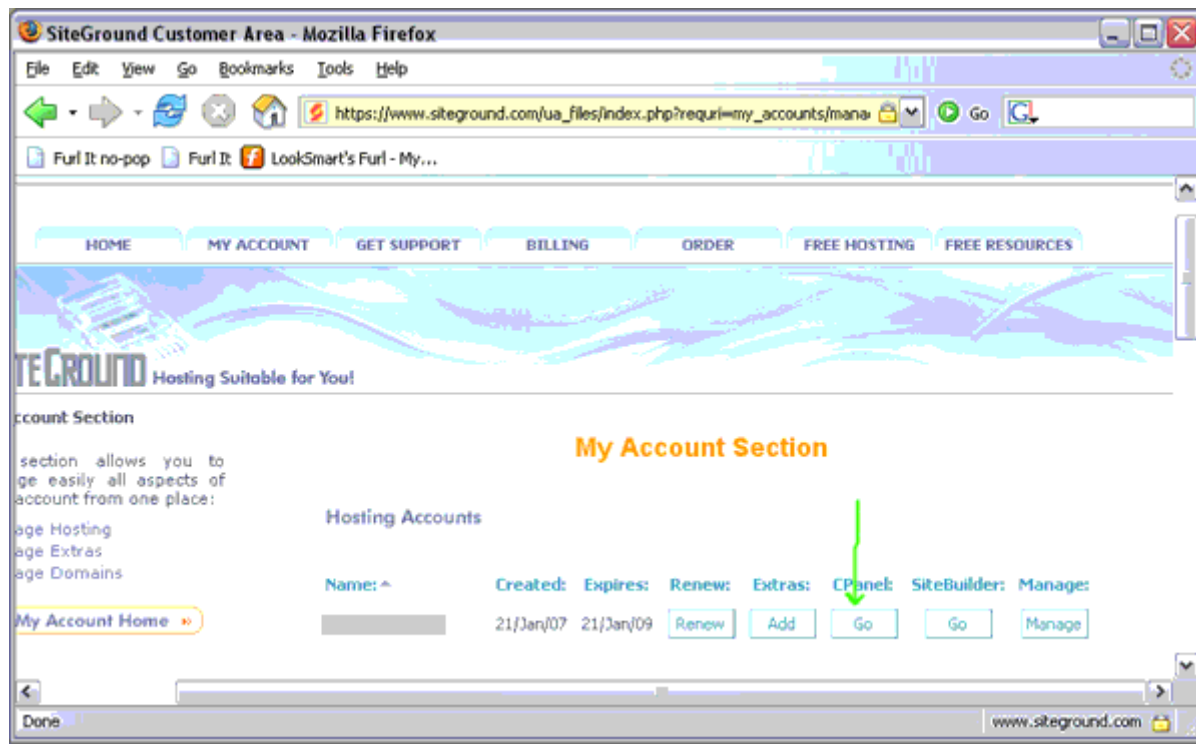 SiteGround Customer Area - Mozilla Firefox
File Edit View Go Bookmarks Tools Help
https://www.siteground.com/ua_files/index.php?requri=my_accounts/mana Go G
Furl It no-pop Furl It LookSmart's Furl - My...
HOME MY ACCOUNT GET SUPPORT BILLING ORDER FREE HOSTING FREE RESOURCES
TEGROUND Hosting Suitable for You!
ccount Section
My Account Section
section allows you to
ge easily all aspects of
account from one place:
Hosting Accounts
age Hosting
age Extras
age Domains
Name: Created: Expires: Renew: Extras: CPanel: SiteBuilder: Manage:
My Account Home » 21/Jan/07 21/Jan/09 Renew Add Go Go Manage
Done www.siteground.com